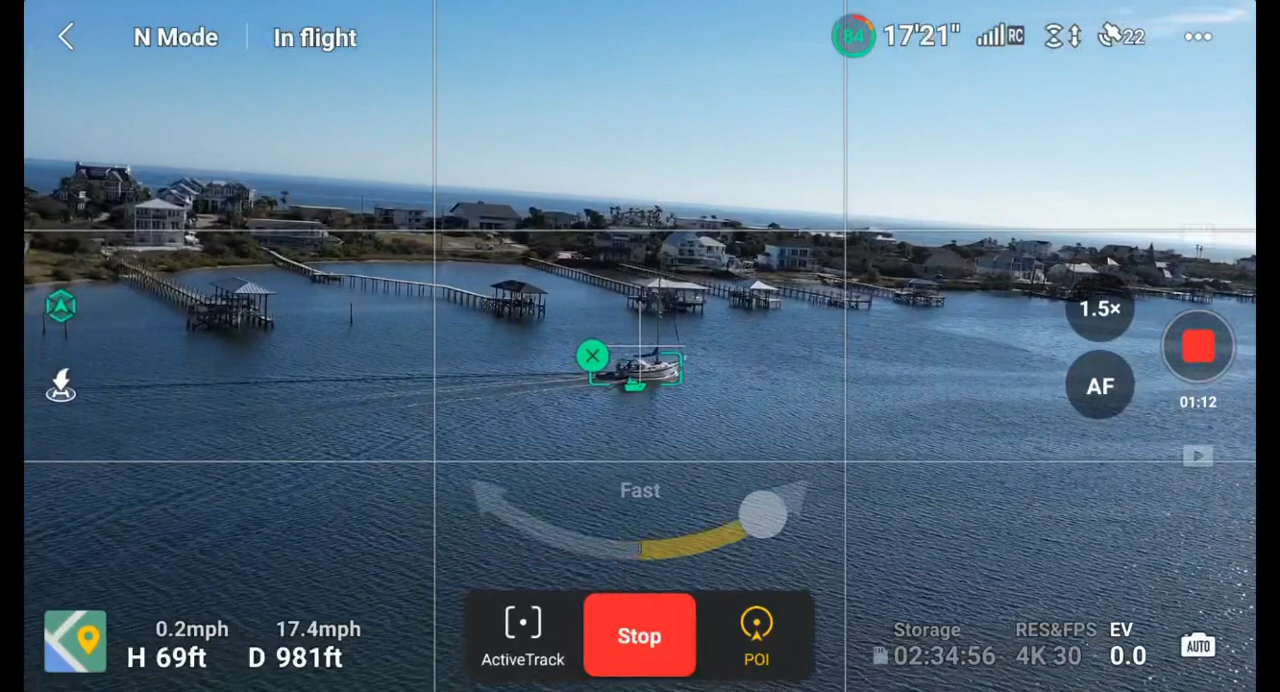 N Mode
In flight
84
17'21"
RC
22
1.5×
AF
01:12
Fast
0.2mph
17.4mph
H 69ft
D 981ft
ActiveTrack
Stop
POI
Storage
02:34:56
RES&FPS
4K 30
EV
0.0
AUTO